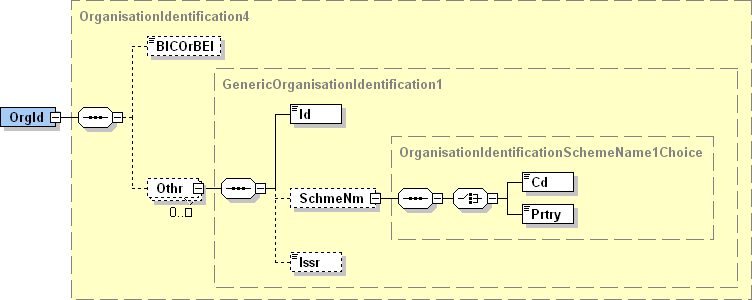 OrganisationIdentification4
BICOrBEI
GenericOrganisationIdentification1
Id
OrgId
OrganisationIdentificationSchemeName1Choice
Cd
Othr
0..□
SchmeNm
Prtry
Issr